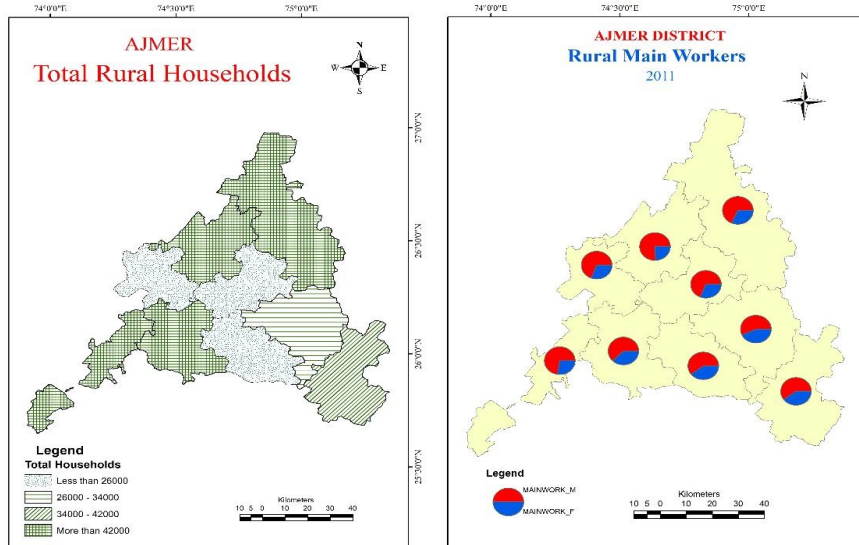 74°0'0"E 74°30'0"E 75°0'0"E
AJMER
Total Rural Households
N
W E
S
27°0'0"N
26°30'0"N
26°0'0"N
25°30'0"N
Legend
Total Households
Less than 26000
26000 - 34000
34000 - 42000
More than 42000
Kilometers
10 5 0 10 20 30 40
74°0'0"E 74°30'0"E 75°0'0"E
AJMER DISTRICT
Rural Main Workers
2011
N
Legend
MAINWORK_M
MAINWORK_F
Kilometers
10 5 0 10 20 30 40